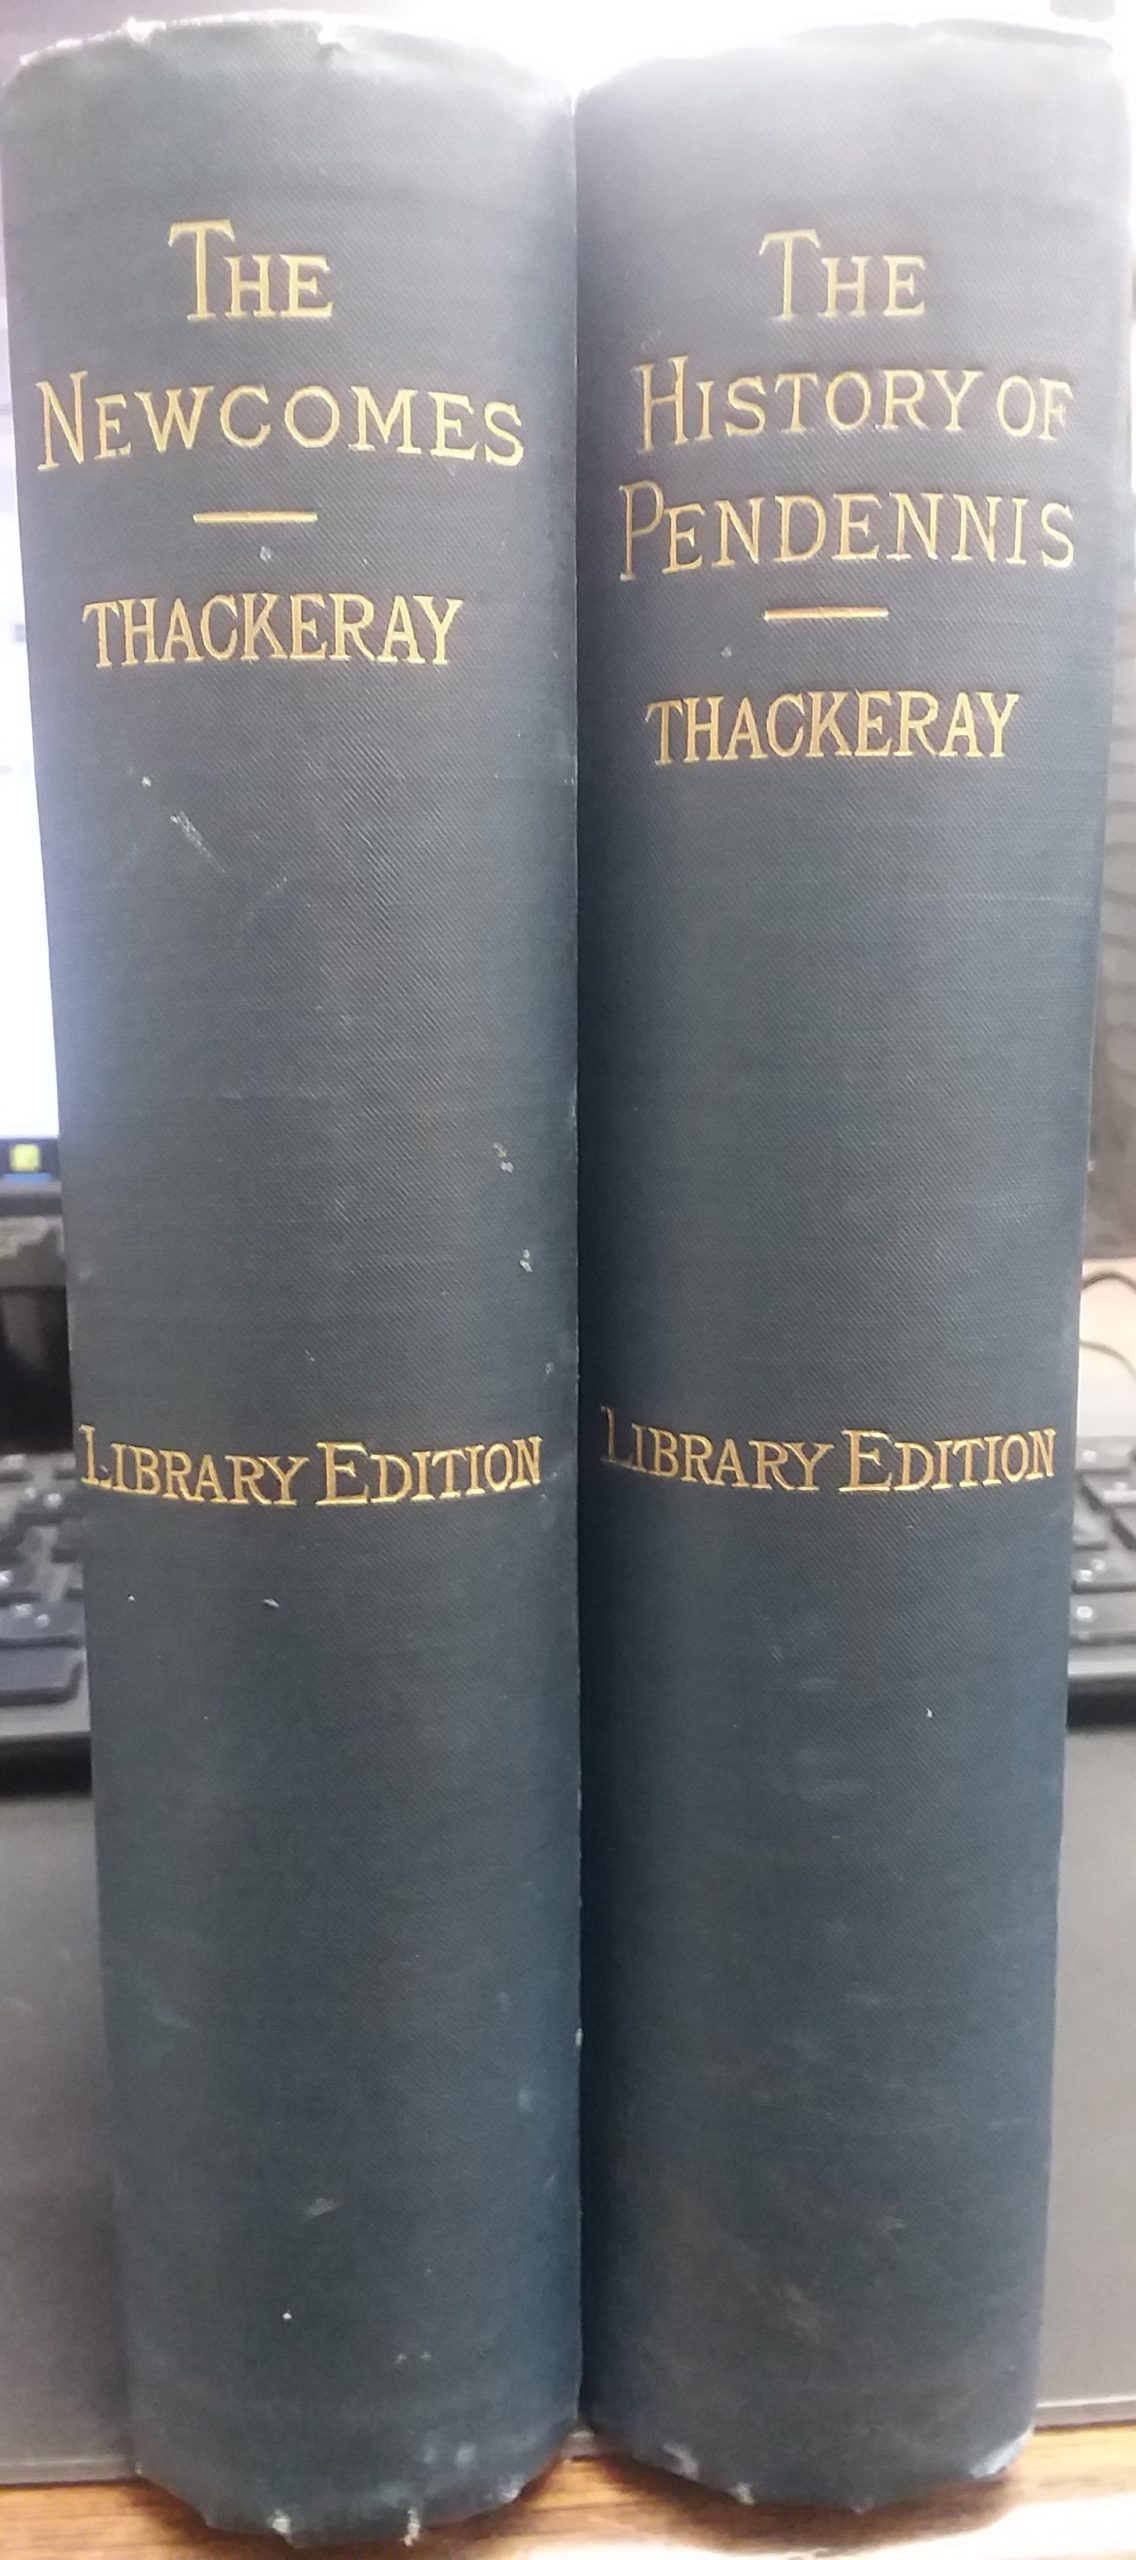 THE
NEWCOMES
THACKERAY
LIBRARY EDITION
THE
HISTORY OF
PENDENNIS
THACKERAY
LIBRARY EDITION